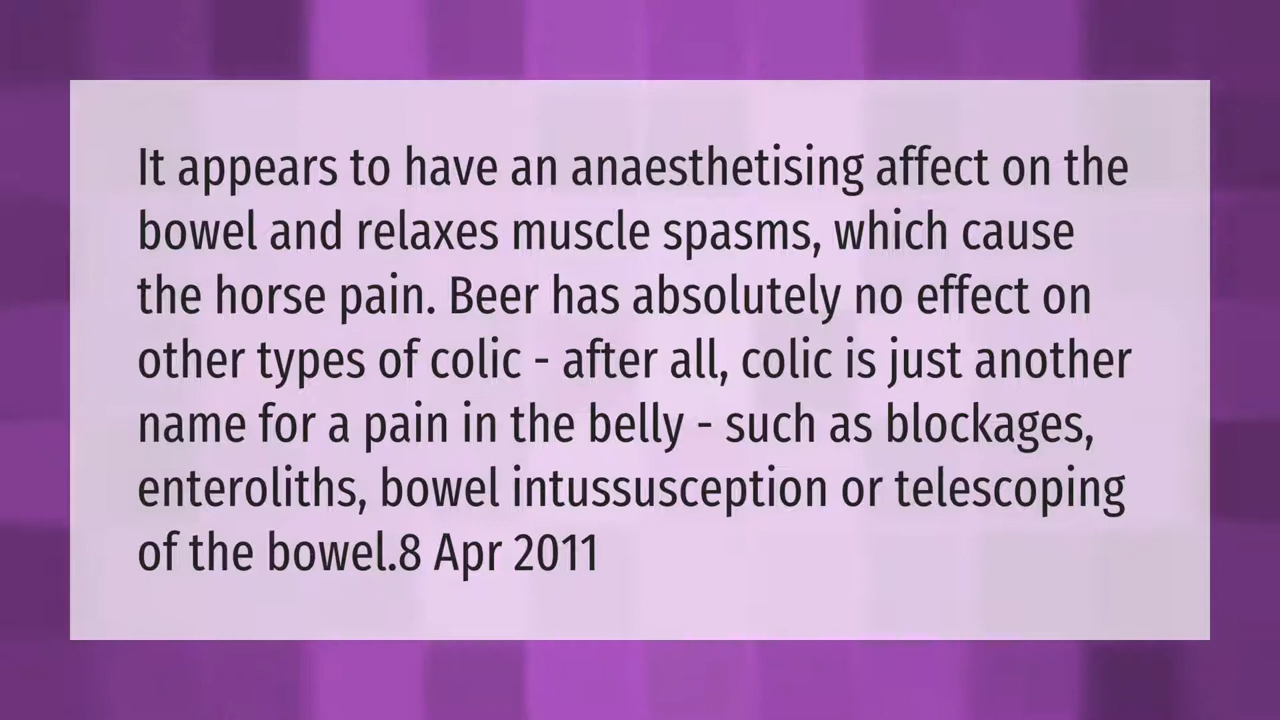 It appears to have an anaesthetising affect on the
bowel and relaxes muscle spasms, which cause
the horse pain. Beer has absolutely no effect on
other types of colic - after all, colic is just another
name for a pain in the belly - such as blockages,
enteroliths, bowel intussusception or telescoping
of the bowel.8 Apr 2011